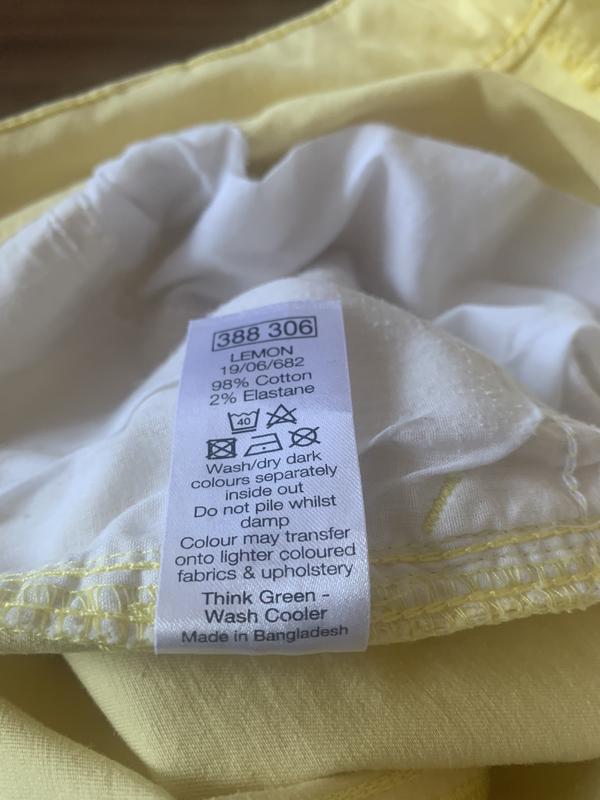 388 306
LEMON
19/06/682
98% Cotton
2% Elastane
40
Wash/dry dark
colours separately
inside out
Do not pile whilst
damp
Colour may transfer
onto lighter coloured
fabrics & upholstery
Think Green -
Wash Cooler
Made in Bangladesh